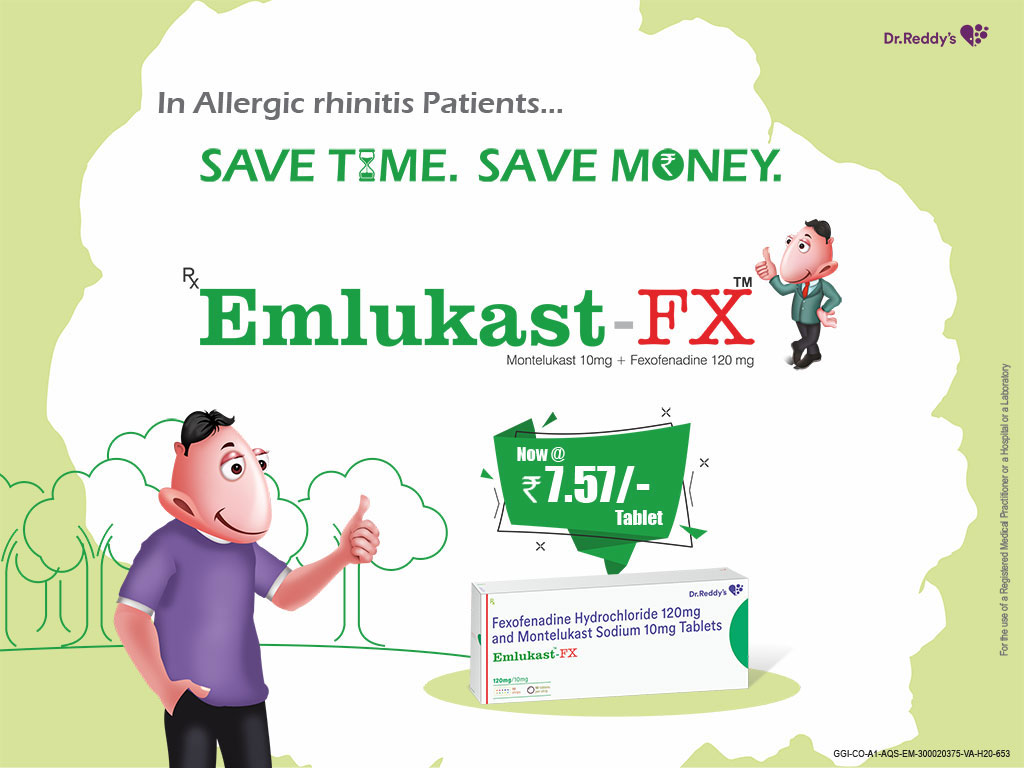 Dr.Reddy's
In Allergic rhinitis Patients...
SAVE TIME. SAVE MONEY.
Rx
Emlukast-FX™
Montelukast 10mg + Fexofenadine 120 mg
Now @
₹7.57/-
Tablet
Rx
Dr.Reddy's
Fexofenadine Hydrochloride 120mg
and Montelukast Sodium 10mg Tablets
Emlukast™-FX
120mg/10mg
For the use of a Registered Medical Practitioner or a Hospital or a Laboratory
GGI-CO-A1-AQS-EM-300020375-VA-H20-653